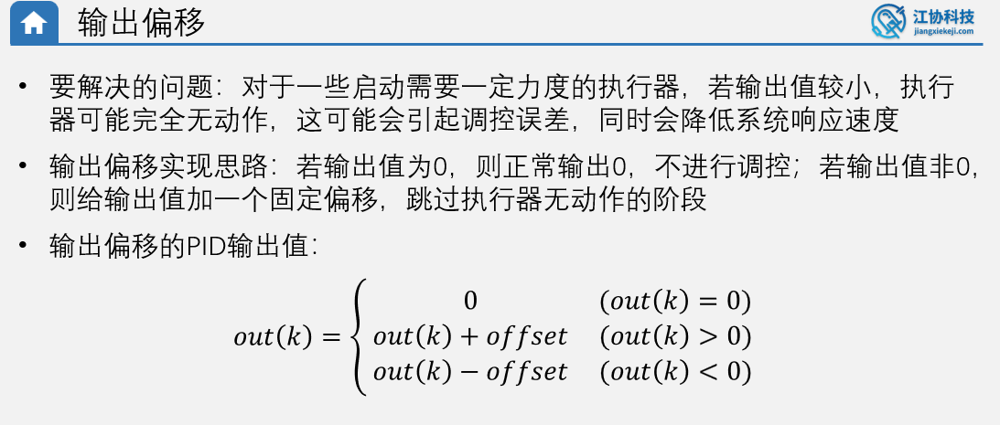 输出偏移
江协科技
jiangxiekeji.com
• 要解决的问题：对于一些启动需要一定力度的执行器，若输出值较小，执行
器可能完全无动作，这可能会引起调控误差，同时会降低系统响应速度
• 输出偏移实现思路：若输出值为0，则正常输出0，不进行调控；若输出值非0，
则给输出值加一个固定偏移，跳过执行器无动作的阶段
• 输出偏移的PID输出值：
0 (out(k) = 0)
out(k) = { out(k) + offset (out(k) > 0)
out(k) − offset (out(k) < 0)